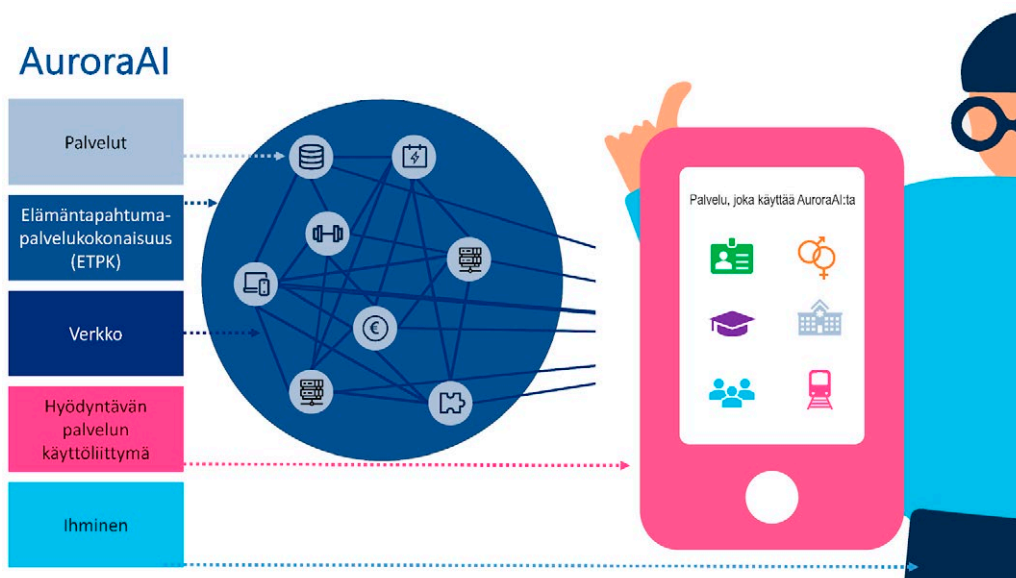 AuroraAI
Palvelut
Elämäntapahtuma-
palvelukokonaisuus
(ETPK)
Verkko
Hyödyntävän
palvelun
käyttöliittymä
Ihminen
€
Palvelu, joka käyttää AuroraAI:ta